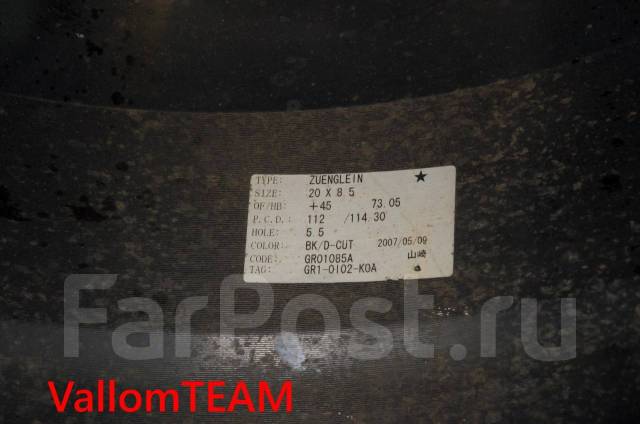 TYPE: ZUENGLEIN ★
SIZE: 20 X 8.5
OF/HB: +45 73.05
P.C.D.: 112 /114.30
HOLE: 5.5
COLOR: BK/D-CUT 2007/05/09
CODE: GR01085A 山崎
TAG: GR1-0102-K0A
FarPost.ru
VallomTEAM